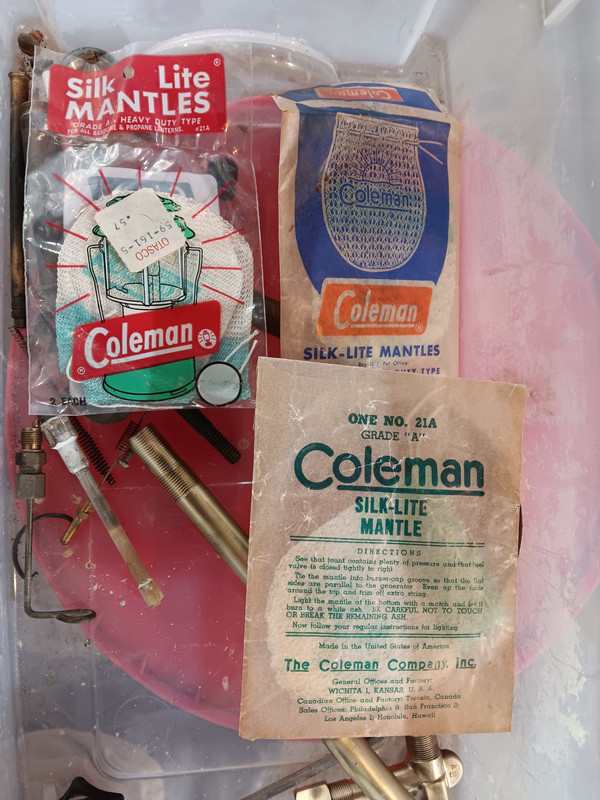 Silk Lite ®
MANTLES
GRADE A • HEAVY DUTY TYPE
FOR ALL GASOLINE & PROPANE LANTERNS. #21A
OTASCO
59-161-5
.57
Coleman
®
2 EACH
Coleman
Coleman
Coleman
®
SILK-LITE MANTLES
DUTY TYPE
ONE NO. 21A
GRADE "A"
Coleman
SILK-LITE
MANTLE
DIRECTIONS
See that fount contains plenty of pressure and that fuel
valve is closed tightly to right
Tie the mantle into burner-cap groove so that the flat
sides are parallel to the generator Even up the folds
around the top and trim off extra string
Light the mantle at the bottom with a match and let it
burn to a white ash BE CAREFUL NOT TO TOUCH
OR BREAK THE REMAINING ASH.
Now follow your regular instructions for lighting
Made in the United States of America
The Coleman Company, Inc.
General Offices and Factory:
WICHITA 1, KANSAS, U. S. A.
Canadian Office and Factory: Toronto, Canada
Sales Offices: Philadelphia 8; San Francisco 3;
Los Angeles 1; Honolulu, Hawaii